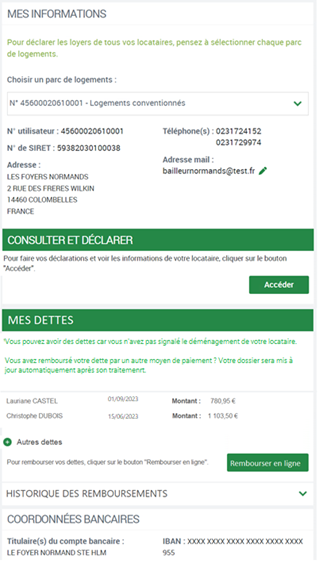 MES INFORMATIONS
Pour déclarer les loyers de tous vos locataires, pensez à sélectionner chaque parc
de logements.
Choisir un parc de logements :
N° 45600020610001 - Logements conventionnés
N° utilisateur : 45600020610001
Téléphone(s) : 0231724152
0231729974
N° de SIRET : 59382030100038
Adresse mail :
bailleurnormands@test.fr
Adresse :
LES FOYERS NORMANDS
2 RUE DES FRERES WILKIN
14460 COLOMBELLES
FRANCE
CONSULTER ET DÉCLARER
Pour faire vos déclarations et voir les informations de votre locataire, cliquer sur le bouton
"Accéder".
Accéder
MES DETTES
'Vous pouvez avoir des dettes car vous n'avez pas signalé le déménagement de votre locataire.
Vous avez remboursé votre dette par un autre moyen de paiement ? Votre dossier sera mis à
jour automatiquement après son traitement.
Lauriane CASTEL 01/09/2023 Montant : 780,95 €
Christophe DUBOIS 15/06/2023 Montant : 1 103,50 €
Autres dettes
Pour rembourser vos dettes, cliquer sur le bouton "Rembourser en ligne".
Rembourser en ligne
HISTORIQUE DES REMBOURSEMENTS
COORDONNÉES BANCAIRES
Titulaire(s) du compte bancaire :
LE FOYER NORMAND STE HLM
IBAN : XXXX XXXX XXXX XXXX XXXX XXXX
955